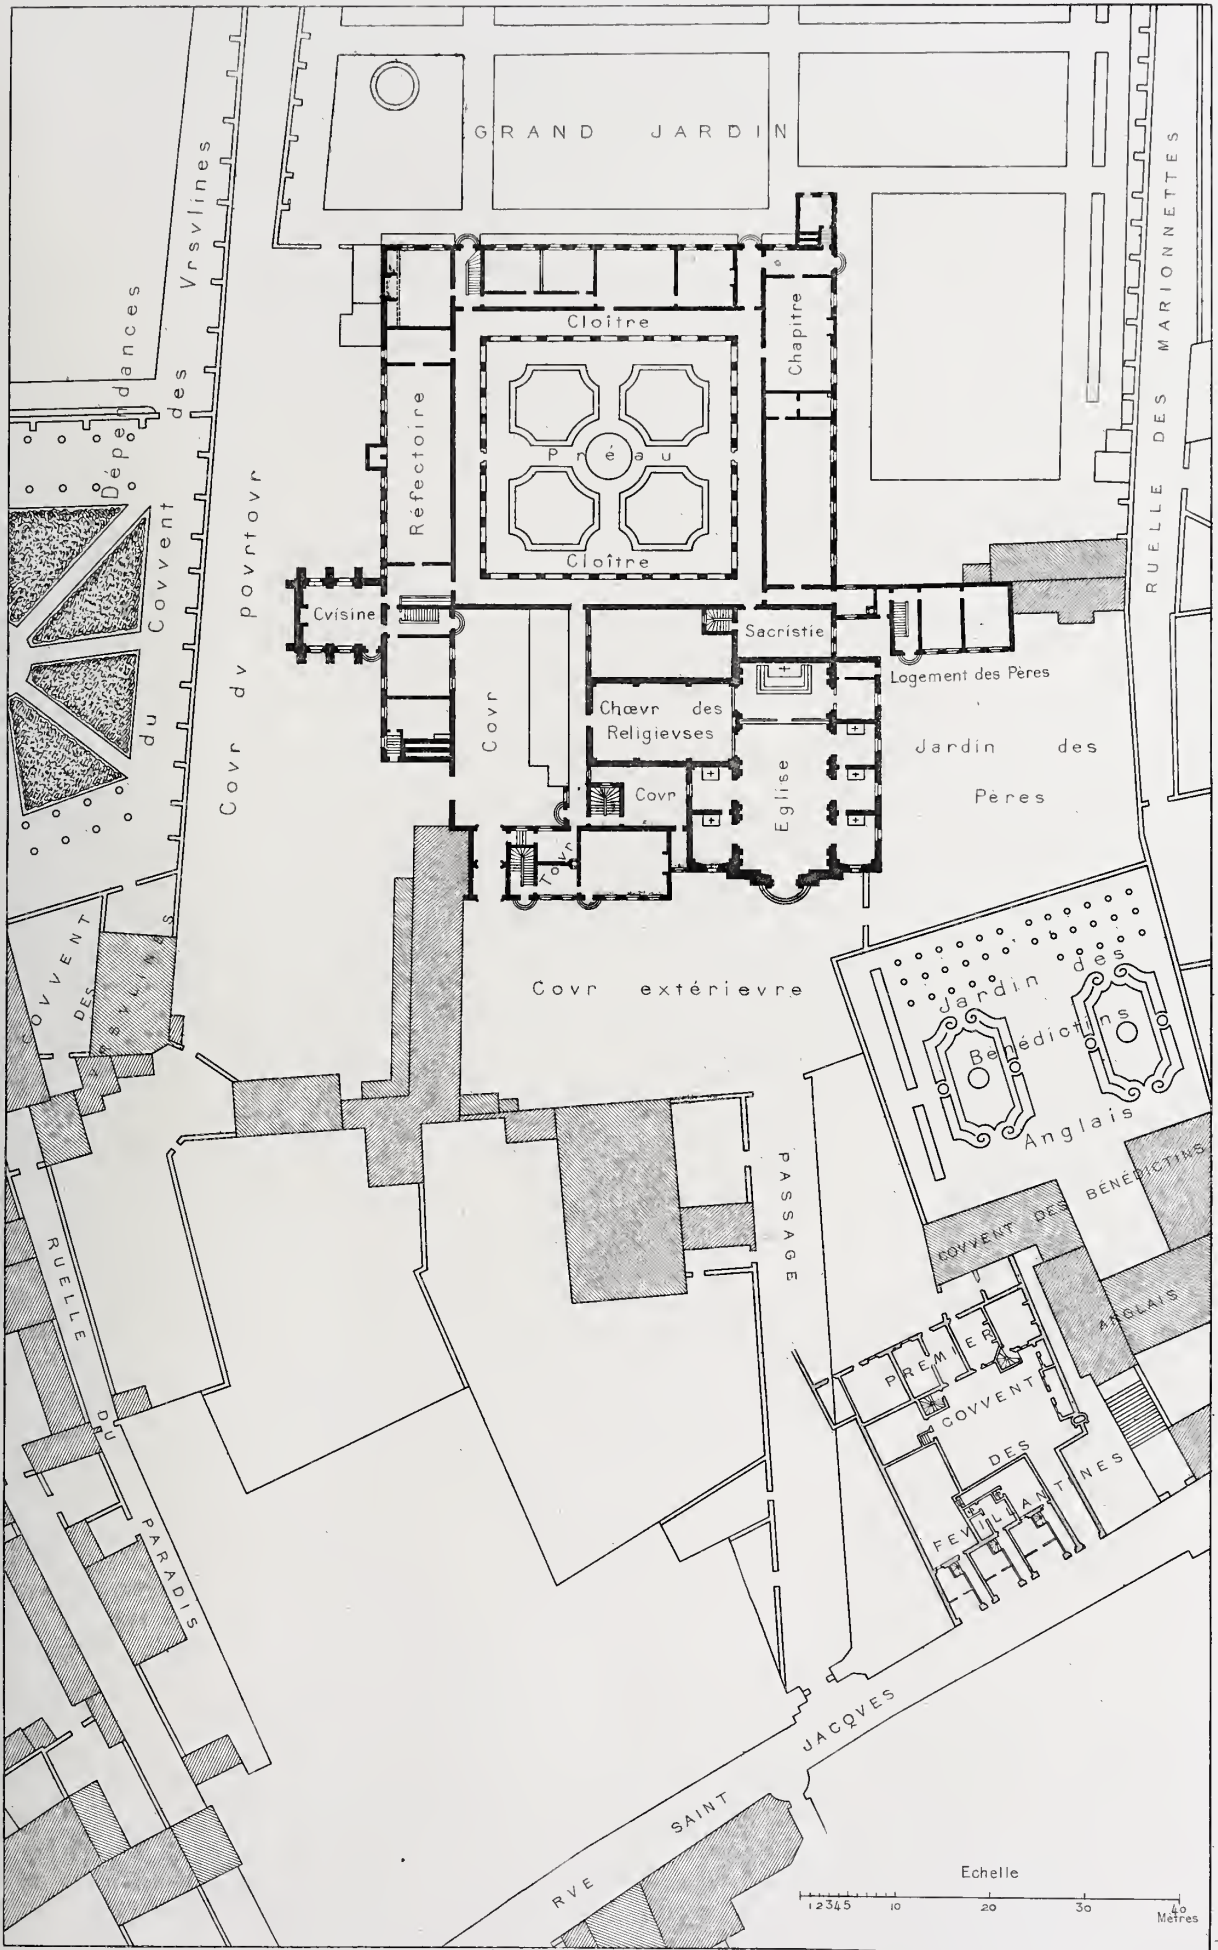 GRAND JARDIN
Dépendances des Vrsvlines
du Covvent
Covr dv povrtovr
RUELLE DES MARIONNETTES
Cloître
Chapitre
Réfectoire
Préau
Cloître
Cvisine
Sacristie
Logement des Pères
Covr
Chœvr des
Religievses
Covr
Eglise
Jardin des
Pères
Tovr
COVVENT
DES
VRSVLINES
Covr extérievre
Jardin des
Bénédictins
Anglais
COVVENT DES BÉNÉDICTINS
ANGLAIS
PASSAGE
RUELLE
DU
PARADIS
PREMIER
COVVENT
DES
FEVILLANTINES
RVE SAINT JACQVES
Echelle
1 2 3 4 5 10 20 30 40
Mètres